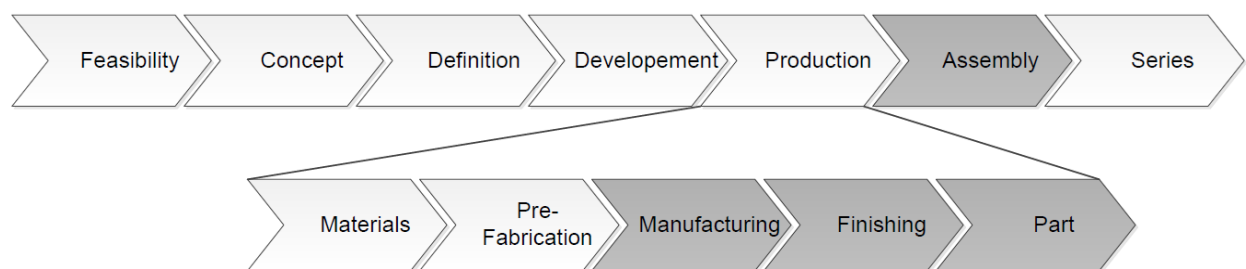 Feasibility
Concept
Definition
Developement
Production
Assembly
Series
Materials
Pre-
Fabrication
Manufacturing
Finishing
Part